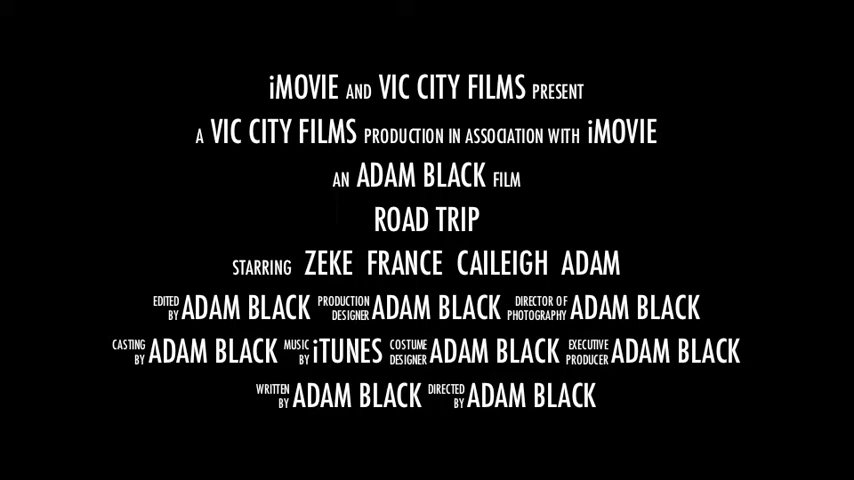 iMOVIE AND VIC CITY FILMS PRESENT
A VIC CITY FILMS PRODUCTION IN ASSOCIATION WITH iMOVIE
AN ADAM BLACK FILM
ROAD TRIP
STARRING ZEKE FRANCE CAILEIGH ADAM
EDITED BY ADAM BLACK PRODUCTION DESIGNER ADAM BLACK DIRECTOR OF PHOTOGRAPHY ADAM BLACK
CASTING BY ADAM BLACK MUSIC BY iTUNES COSTUME DESIGNER ADAM BLACK EXECUTIVE PRODUCER ADAM BLACK
WRITTEN BY ADAM BLACK DIRECTED BY ADAM BLACK